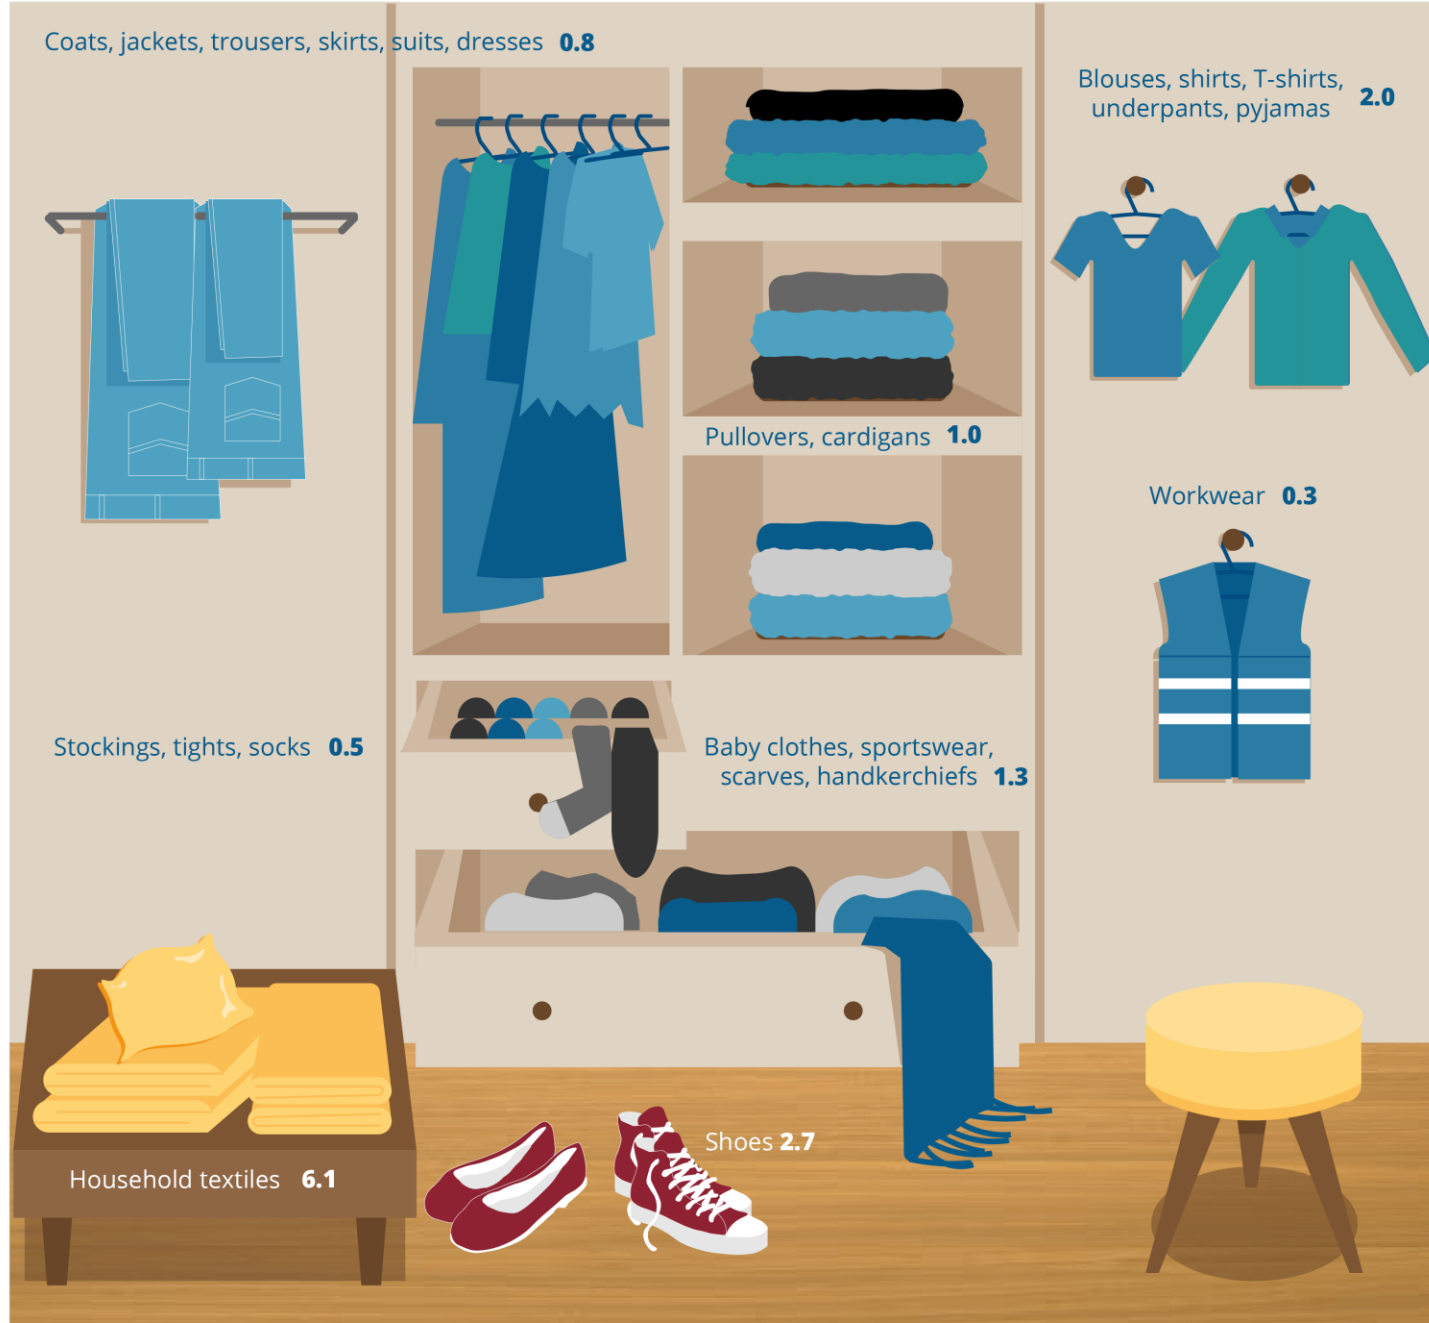 Coats, jackets, trousers, skirts, suits, dresses 0.8
Blouses, shirts, T-shirts, 2.0
underpants, pyjamas
Pullovers, cardigans 1.0
Workwear 0.3
Stockings, tights, socks 0.5
Baby clothes, sportswear,
scarves, handkerchiefs 1.3
Shoes 2.7
Household textiles 6.1